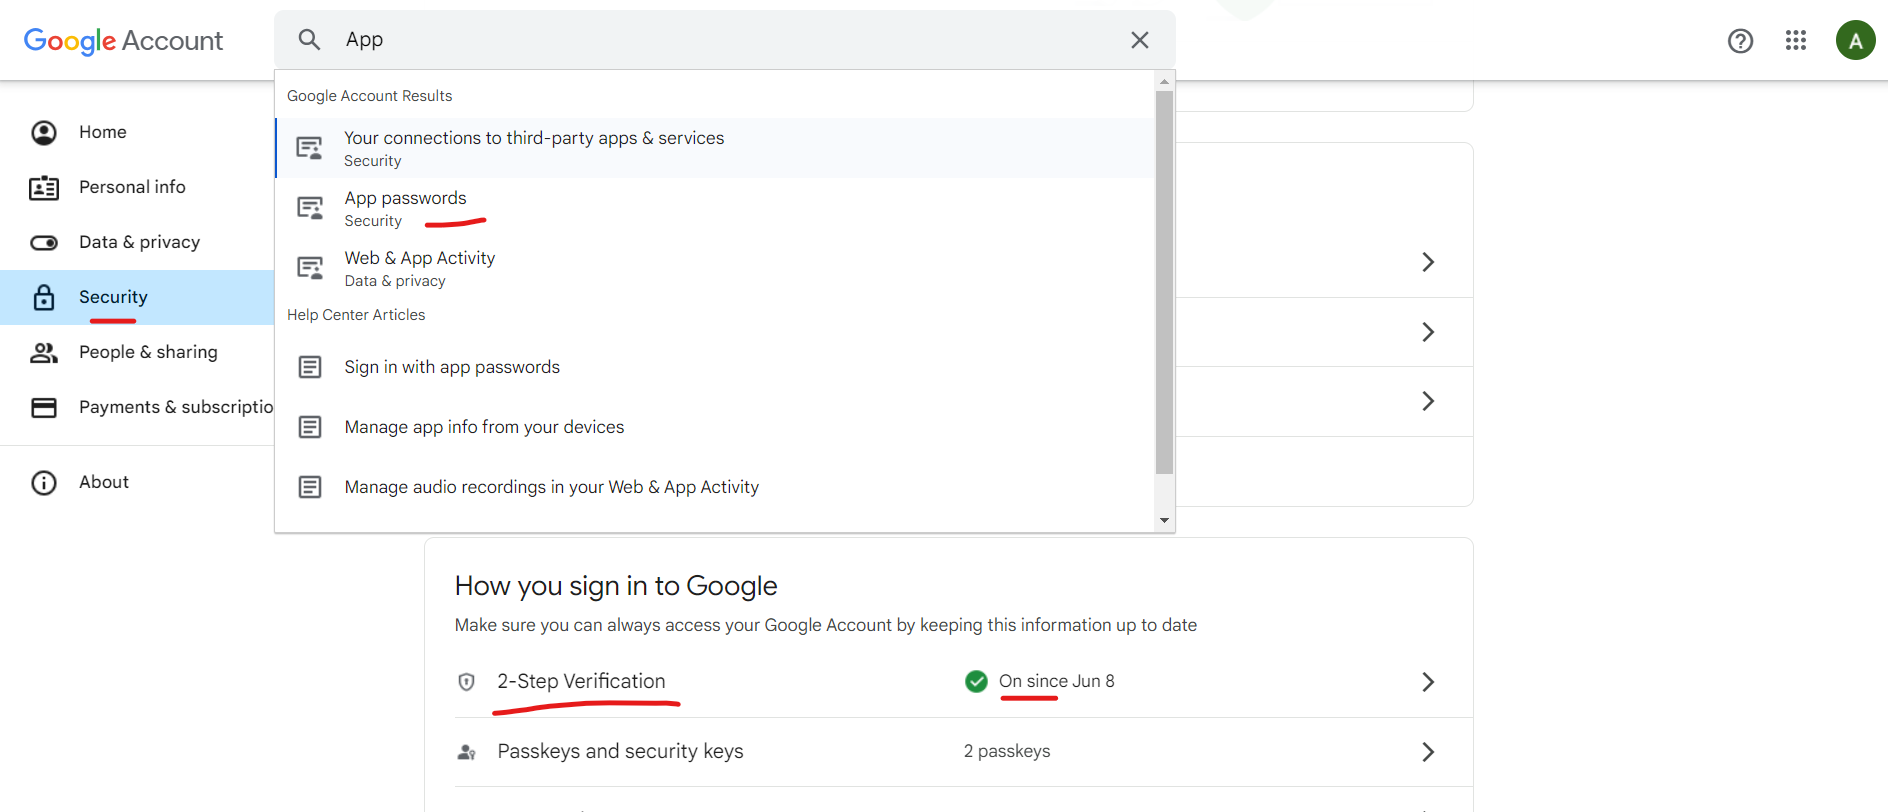 Google Account
App
A
Google Account Results
Your connections to third-party apps & services
Security
App passwords
Security
Web & App Activity
Data & privacy
Help Center Articles
Sign in with app passwords
Manage app info from your devices
Manage audio recordings in your Web & App Activity
Home
Personal info
Data & privacy
Security
People & sharing
Payments & subscriptio
About
How you sign in to Google
Make sure you can always access your Google Account by keeping this information up to date
2-Step Verification
On since Jun 8
Passkeys and security keys
2 passkeys